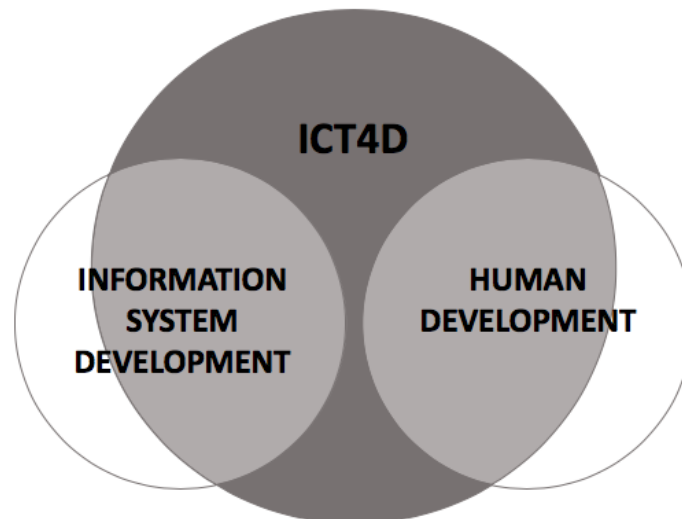 ICT4D
INFORMATION
SYSTEM
DEVELOPMENT
HUMAN
DEVELOPMENT